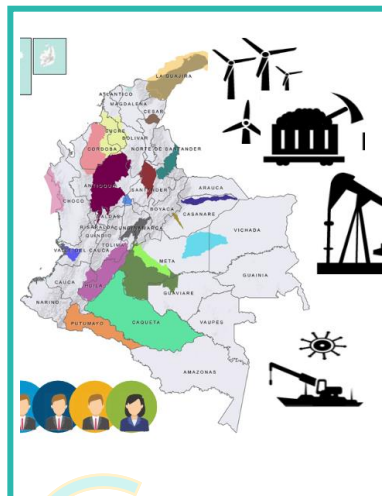 LA GUAJIRA
ATLANTICO
MAGDALENA
CESAR
SUCRE
BOLIVAR
NORTE DE SANTANDER
CORDOBA
ANTIOQUIA
SANTANDER
ARAUCA
CHOCO
BOYACA
CASANARE
CALDAS
RISARALDA
CUNDINAMARCA
VICHADA
QUINDIO
TOLIMA
VALLE DEL CAUCA
META
GUAINIA
CAUCA
HUILA
GUAVIARE
NARIÑO
PUTUMAYO
CAQUETA
VAUPES
AMAZONAS